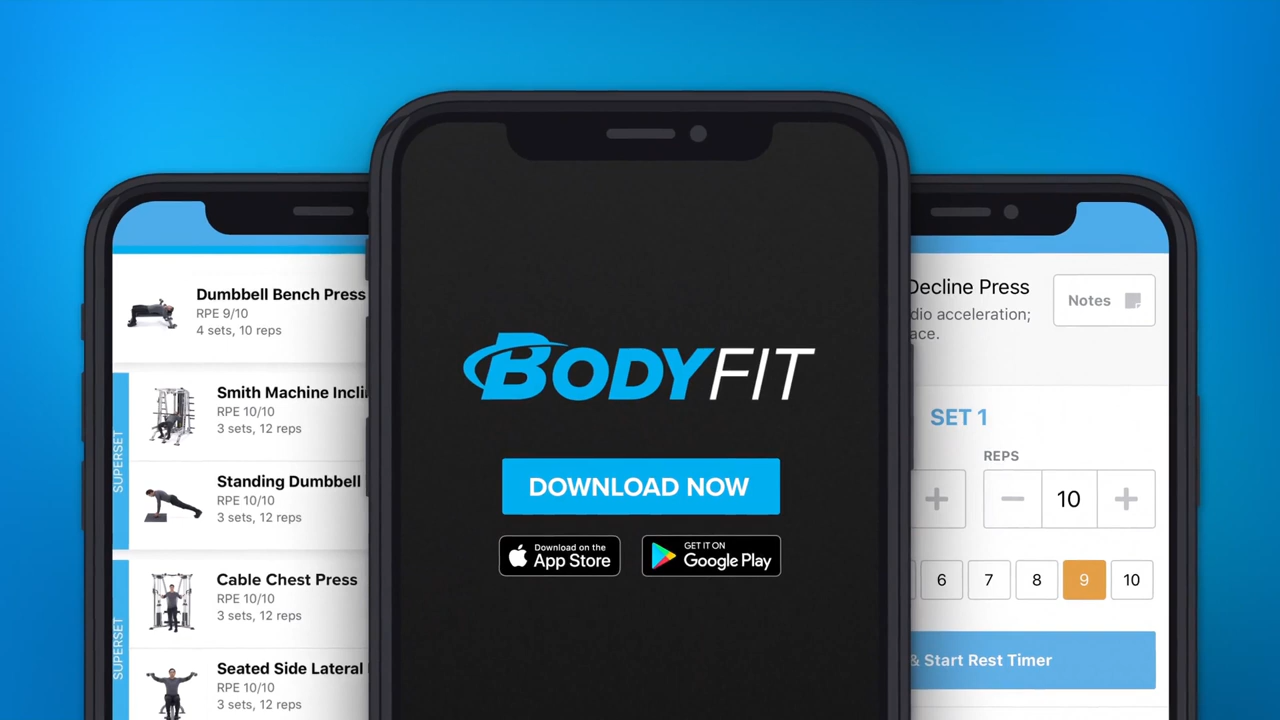 Dumbbell Bench Press
RPE 9/10
4 sets, 10 reps
SUPERSET
Smith Machine
RPE 10/10
3 sets, 12 reps
Standing Dumbbell
RPE 10/10
3 sets, 12 reps
SUPERSET
Cable Chest Press
RPE 10/10
3 sets, 12 reps
Seated Side Lateral
RPE 10/10
3 sets, 12 reps
BODYFIT
DOWNLOAD NOW
Download on the
App Store
GET IT ON
Google Play
Decline Press
acceleration;
Notes
SET 1
REPS
+ − 10 +
6 7 8 9 10
& Start Rest Timer